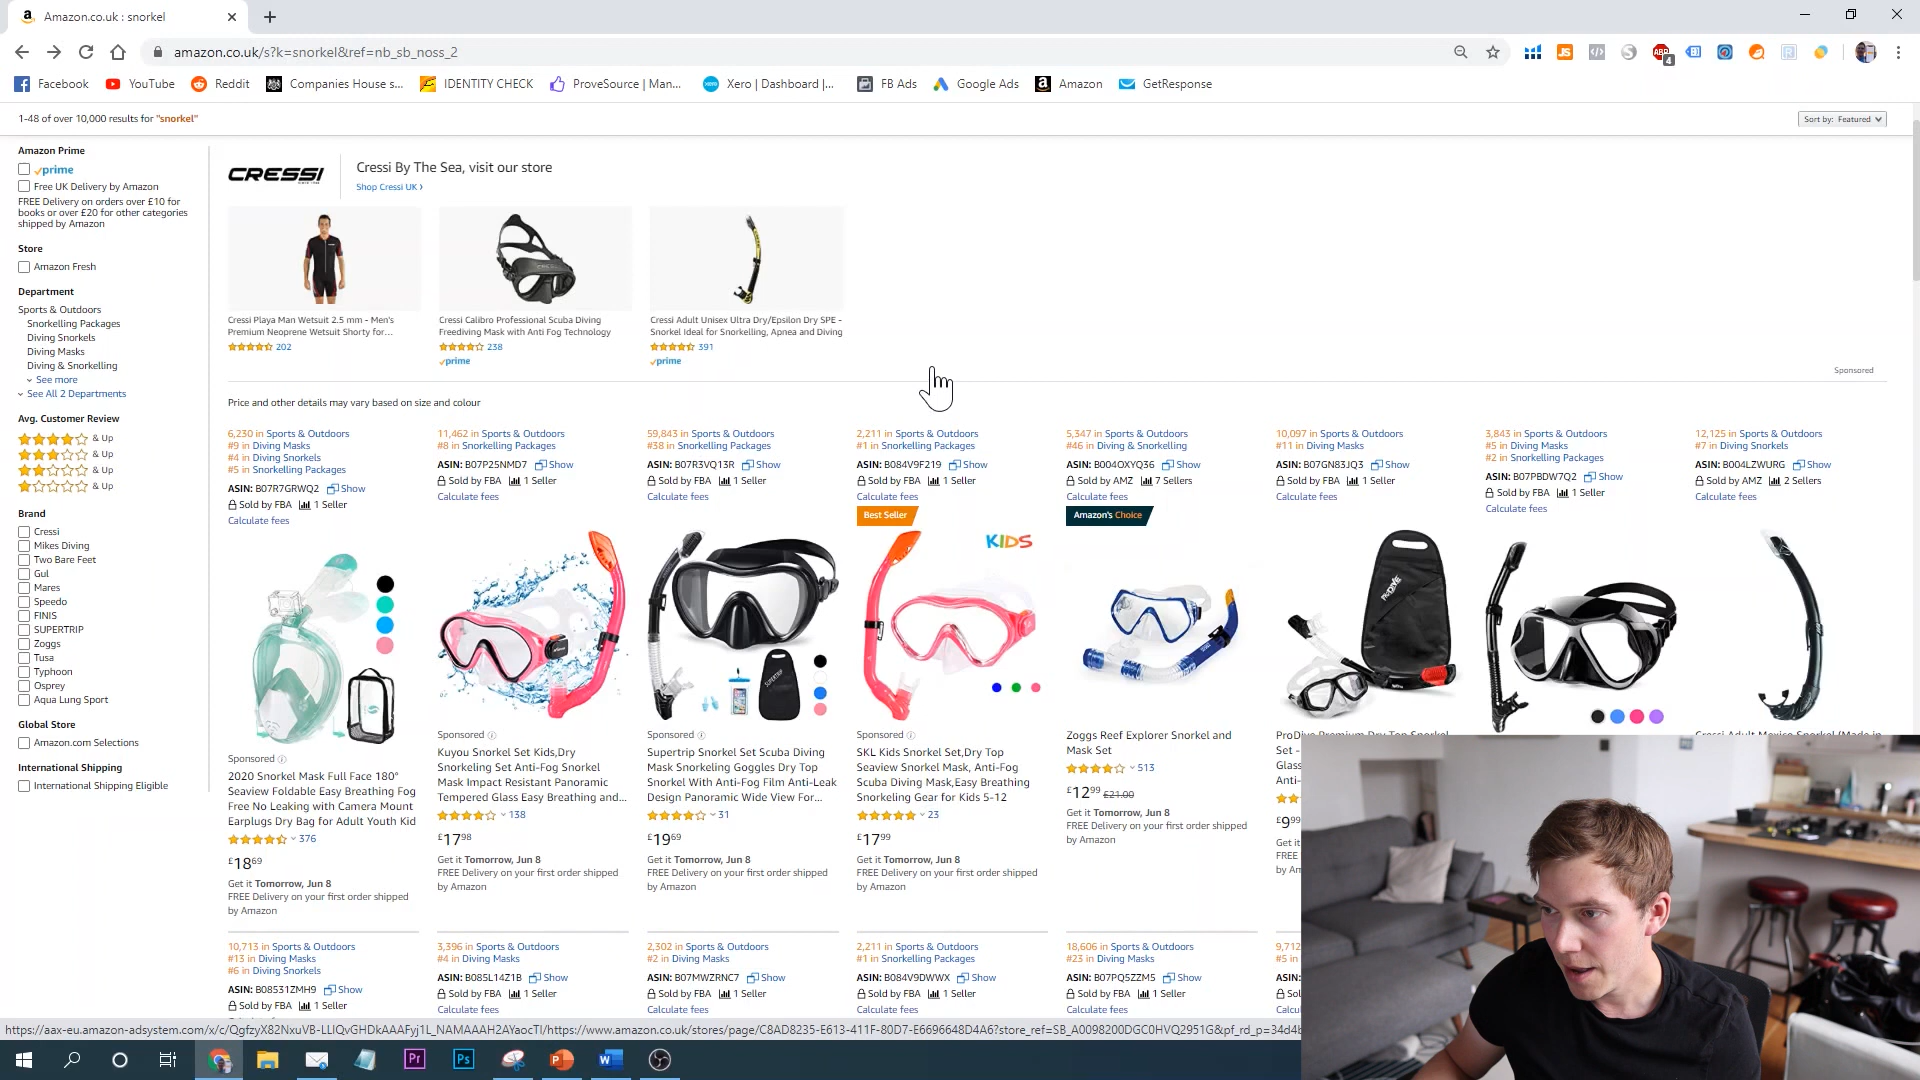 Amazon.co.uk : snorkel
amazon.co.uk/s?k=snorkel&ref=nb_sb_noss_2
Facebook YouTube Reddit Companies House s... IDENTITY CHECK ProveSource | Man... Xero | Dashboard |... FB Ads Google Ads Amazon GetResponse
1-48 of over 10,000 results for "snorkel"
Sort by: Featured
Amazon Prime
prime
Free UK Delivery by Amazon
FREE Delivery on orders over £10 for
books or over £20 for other categories
shipped by Amazon
Store
Amazon Fresh
Department
Sports & Outdoors
Snorkelling Packages
Diving Snorkels
Diving Masks
Diving & Snorkelling
See more
See All 2 Departments
Avg. Customer Review
& Up
& Up
& Up
& Up
Brand
Cressi
Mikes Diving
Two Bare Feet
Gul
Mares
Speedo
FINIS
SUPERTRIP
Zoggs
Tusa
Typhoon
Osprey
Aqua Lung Sport
Global Store
Amazon.com Selections
International Shipping
International Shipping Eligible
CRESSI
Cressi By The Sea, visit our store
Shop Cressi UK ›
Cressi Playa Man Wetsuit 2.5 mm - Men's
Premium Neoprene Wetsuit Shorty for...
202
Cressi Calibro Professional Scuba Diving
Freediving Mask with Anti Fog Technology
238
prime
Cressi Adult Unisex Ultra Dry/Epsilon Dry SPE -
Snorkel Ideal for Snorkelling, Apnea and Diving
391
prime
Sponsored
Price and other details may vary based on size and colour
6,230 in Sports & Outdoors
#9 in Diving Masks
#4 in Diving Snorkels
#5 in Snorkelling Packages
ASIN: B07R7GRWQ2 Show
Sold by FBA 1 Seller
Calculate fees
Sponsored
2020 Snorkel Mask Full Face 180°
Seaview Foldable Easy Breathing Fog
Free No Leaking with Camera Mount
Earplugs Dry Bag for Adult Youth Kid
376
£18 69
Get it Tomorrow, Jun 8
FREE Delivery on your first order shipped
by Amazon
11,462 in Sports & Outdoors
#8 in Snorkelling Packages
ASIN: B07P25NMD7 Show
Sold by FBA 1 Seller
Calculate fees
Sponsored
Kuyou Snorkel Set Kids,Dry
Snorkeling Set Anti-Fog Snorkel
Mask Impact Resistant Panoramic
Tempered Glass Easy Breathing and...
138
£17 98
Get it Tomorrow, Jun 8
FREE Delivery on your first order shipped
by Amazon
59,843 in Sports & Outdoors
#38 in Snorkelling Packages
ASIN: B07R3VQ13R Show
Sold by FBA 1 Seller
Calculate fees
SUPERTRIP
Sponsored
Supertrip Snorkel Set Scuba Diving
Mask Snorkeling Goggles Dry Top
Snorkel With Anti-Fog Film Anti-Leak
Design Panoramic Wide View For...
31
£19 69
Get it Tomorrow, Jun 8
FREE Delivery on your first order shipped
by Amazon
2,211 in Sports & Outdoors
#1 in Snorkelling Packages
ASIN: B084V9F219 Show
Sold by FBA 1 Seller
Calculate fees
Best Seller
KIDS
Sponsored
SKL Kids Snorkel Set,Dry Top
Seaview Snorkel Mask, Anti-Fog
Scuba Diving Mask,Easy Breathing
Snorkeling Gear for Kids 5-12
23
£17 99
Get it Tomorrow, Jun 8
FREE Delivery on your first order shipped
by Amazon
5,347 in Sports & Outdoors
#46 in Diving & Snorkelling
ASIN: B004OXYQ36 Show
Sold by AMZ 7 Sellers
Calculate fees
Amazon's Choice
Zoggs Reef Explorer Snorkel and
Mask Set
513
£12 99 £21.00
Get it Tomorrow, Jun 8
FREE Delivery on your first order shipped
by Amazon
10,097 in Sports & Outdoors
#11 in Diving Masks
ASIN: B07GN83JQ3 Show
Sold by FBA 1 Seller
Calculate fees
PRODIVE
ProDive Premium Dry Top Snorkel
Set -
Glass
Anti-
£9 99
Get it
FREE
by Am
3,843 in Sports & Outdoors
#5 in Diving Masks
#2 in Snorkelling Packages
ASIN: B07PBDW7Q2 Show
Sold by FBA 1 Seller
Calculate fees
12,125 in Sports & Outdoors
#7 in Diving Snorkels
ASIN: B004LZWURG Show
Sold by AMZ 2 Sellers
Calculate fees
Cressi Adult Mexico Snorkel (Made in
10,713 in Sports & Outdoors
#13 in Diving Masks
#6 in Diving Snorkels
ASIN: B08531ZMH9 Show
Sold by FBA 1 Seller
3,396 in Sports & Outdoors
#4 in Diving Masks
ASIN: B085L14Z1B Show
Sold by FBA 1 Seller
Calculate fees
2,302 in Sports & Outdoors
#2 in Diving Masks
ASIN: B07MWZRNC7 Show
Sold by FBA 1 Seller
Calculate fees
2,211 in Sports & Outdoors
#1 in Snorkelling Packages
ASIN: B084V9DWWX Show
Sold by FBA 1 Seller
Calculate fees
18,606 in Sports & Outdoors
#23 in Diving Masks
ASIN: B07PQ5ZZM5 Show
Sold by FBA 1 Seller
Calculate fees
9,712
#5 in
ASIN:
Sol
Calc